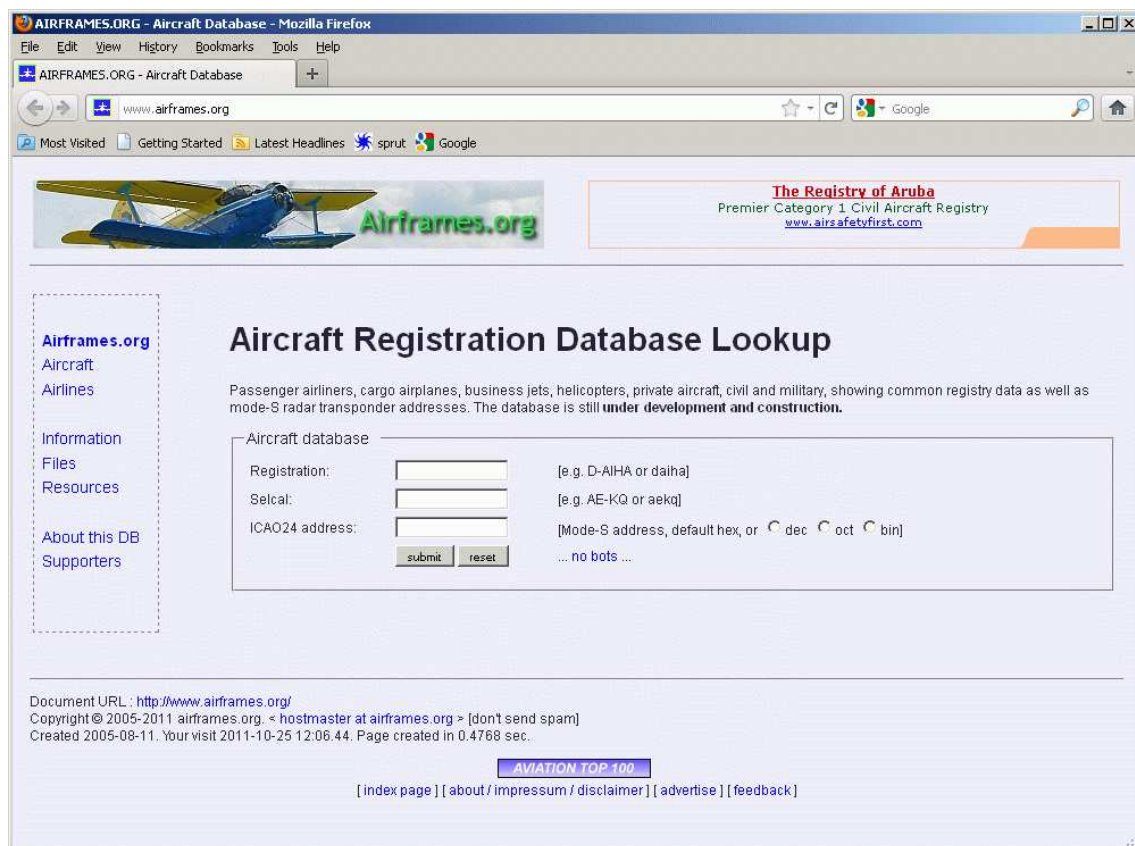 AIRFRAMES.ORG - Aircraft Database - Mozilla Firefox
File Edit View History Bookmarks Tools Help
AIRFRAMES.ORG - Aircraft Database
www.airframes.org
Google
Most Visited Getting Started Latest Headlines sprut Google
Airframes.org
The Registry of Aruba
Premier Category 1 Civil Aircraft Registry
www.airsafetyfirst.com
Airframes.org
Aircraft
Airlines
Information
Files
Resources
About this DB
Supporters
Aircraft Registration Database Lookup
Passenger airliners, cargo airplanes, business jets, helicopters, private aircraft, civil and military, showing common registry data as well as
mode-S radar transponder addresses. The database is still under development and construction.
Aircraft database
Registration: [e.g. D-AIHA or daiha]
Selcal: [e.g. AE-KQ or aekq]
ICAO24 address: [Mode-S address, default hex, or dec oct bin]
submit reset ... no bots ...
Document URL : http://www.airframes.org/
Copyright © 2005-2011 airframes.org. < hostmaster at airframes.org > [don't send spam]
Created 2005-08-11. Your visit 2011-10-25 12:06.44. Page created in 0.4768 sec.
AVIATION TOP 100
[ index page ] [ about / impressum / disclaimer ] [ advertise ] [ feedback ]